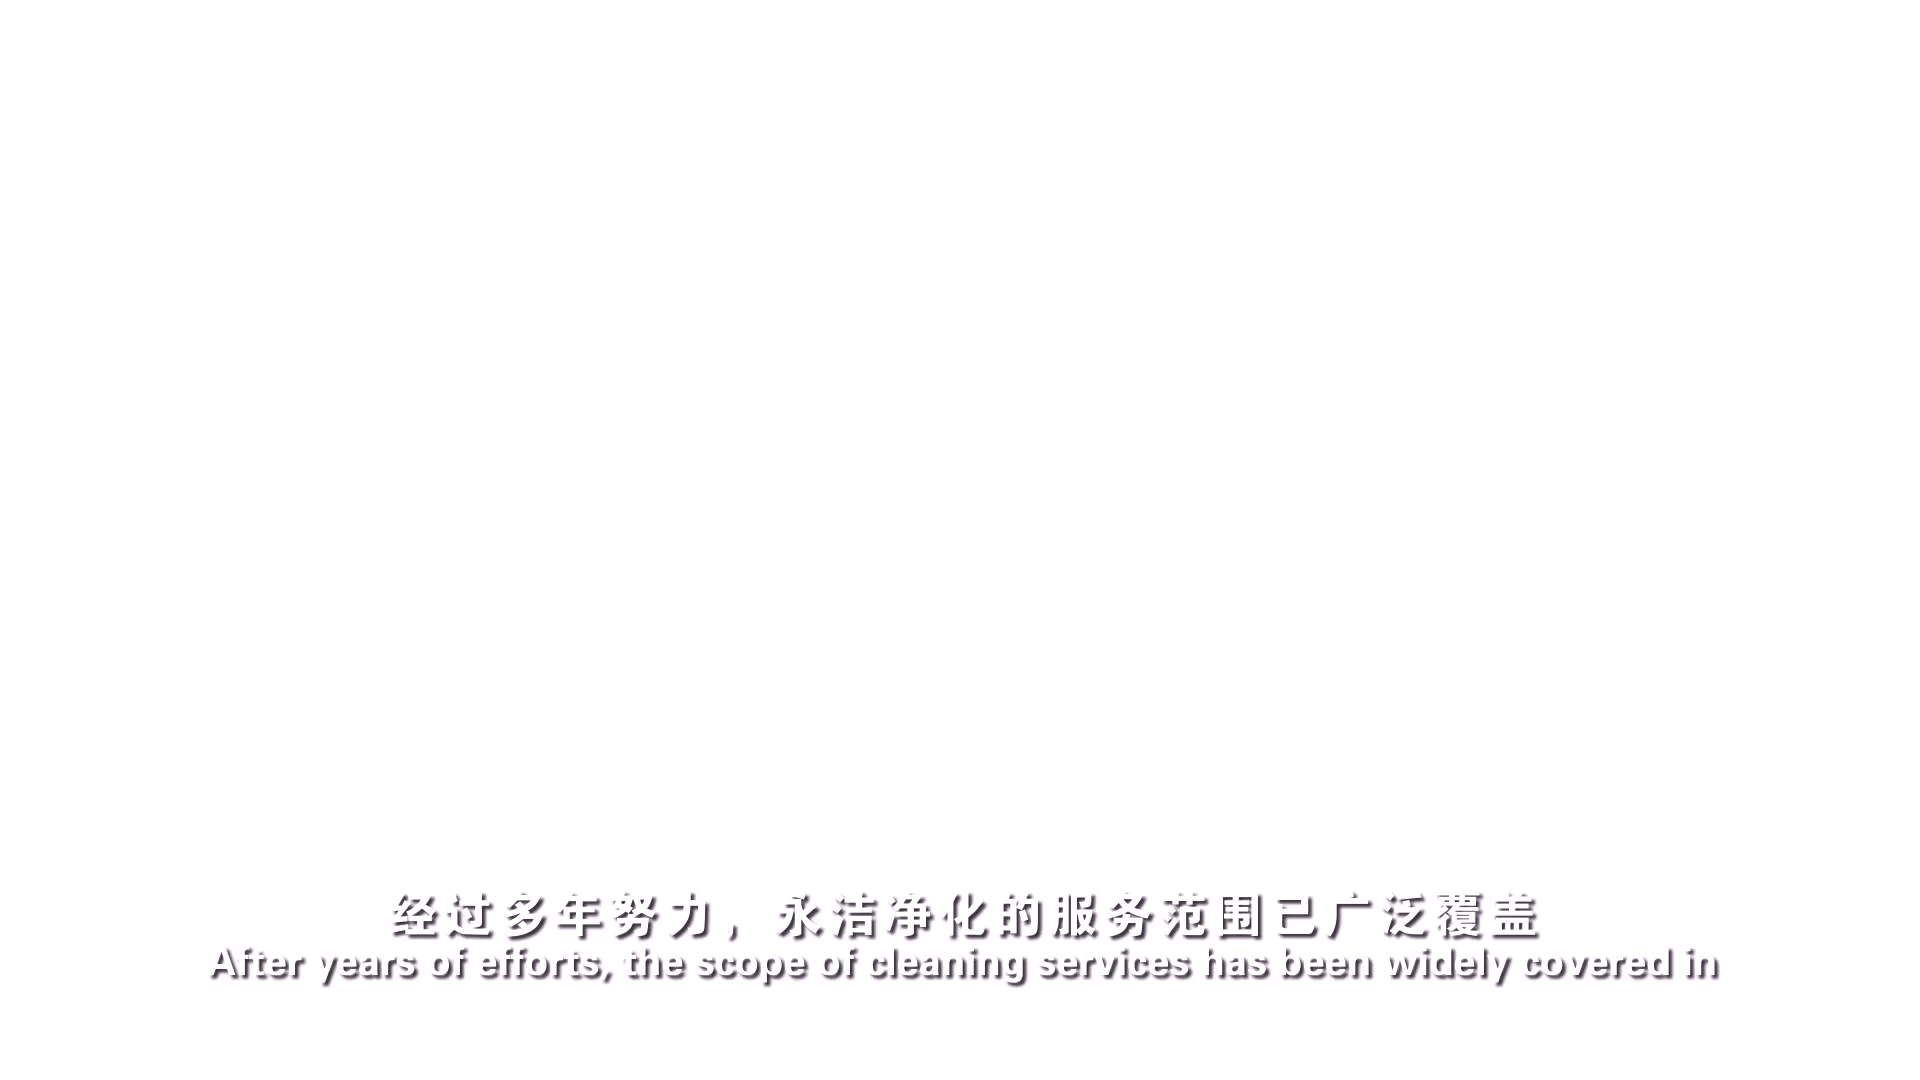 经过多年努力，永洁净化的服务范围已广泛覆盖
After years of efforts, the scope of cleaning services has been widely covered in